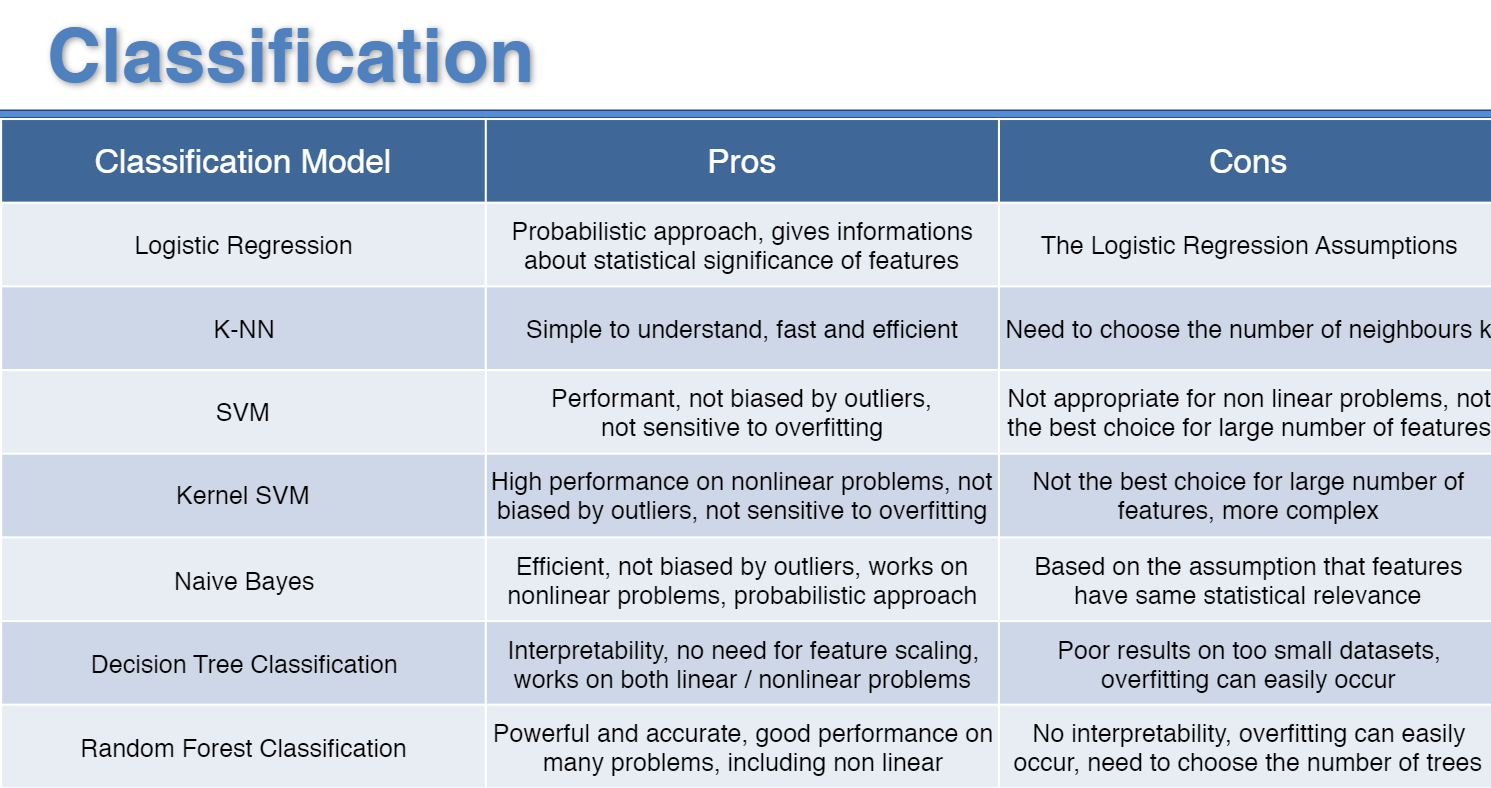 Classification
Classification Model
Pros
Cons
Logistic Regression
Probabilistic approach, gives informations
about statistical significance of features
The Logistic Regression Assumptions
K-NN
Simple to understand, fast and efficient
Need to choose the number of neighbours k
SVM
Performant, not biased by outliers,
not sensitive to overfitting
Not appropriate for non linear problems, not
the best choice for large number of features
Kernel SVM
High performance on nonlinear problems, not
biased by outliers, not sensitive to overfitting
Not the best choice for large number of
features, more complex
Naive Bayes
Efficient, not biased by outliers, works on
nonlinear problems, probabilistic approach
Based on the assumption that features
have same statistical relevance
Decision Tree Classification
Interpretability, no need for feature scaling,
works on both linear / nonlinear problems
Poor results on too small datasets,
overfitting can easily occur
Random Forest Classification
Powerful and accurate, good performance on
many problems, including non linear
No interpretability, overfitting can easily
occur, need to choose the number of trees